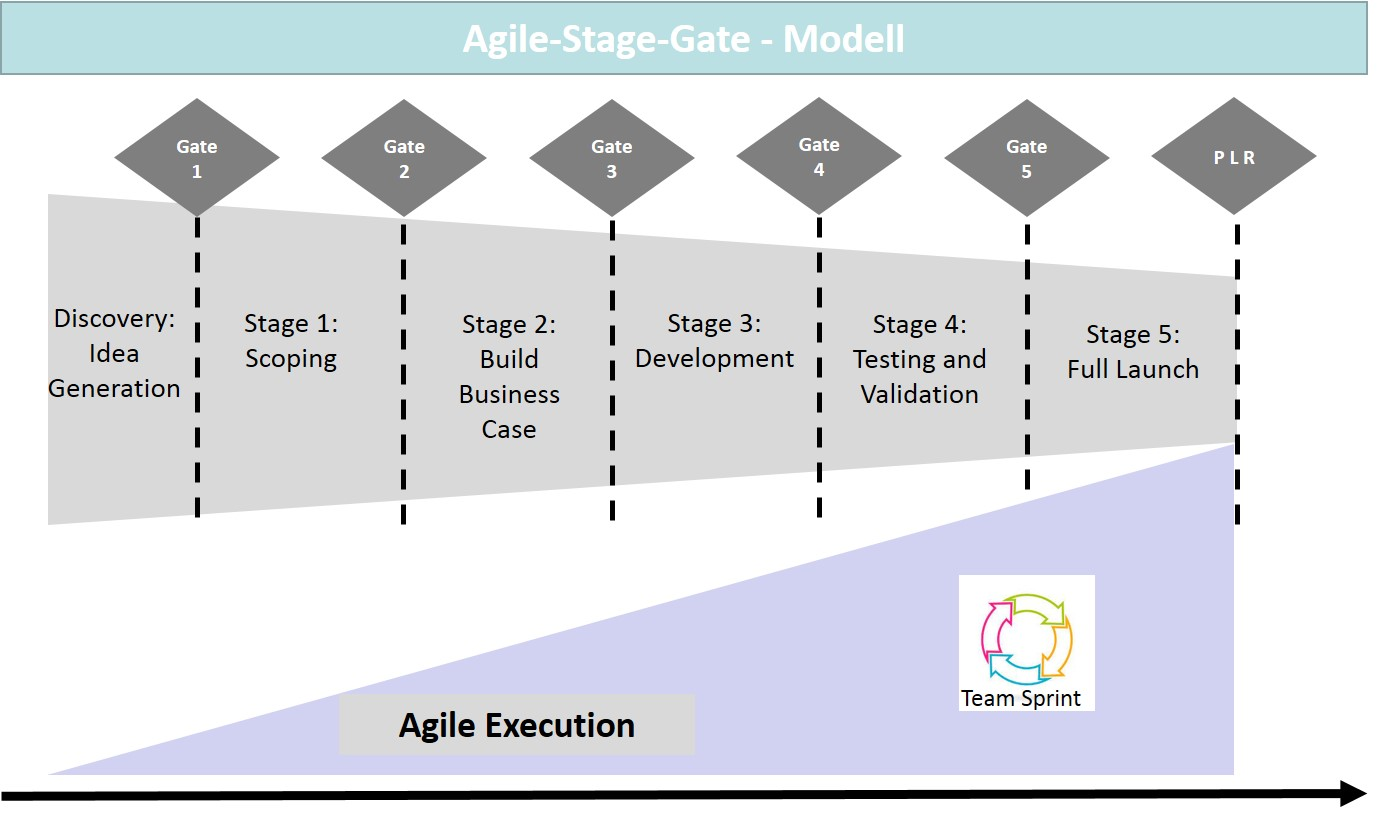 Agile-Stage-Gate - Modell
Gate
1
Gate
2
Gate
3
Gate
4
Gate
5
P L R
Discovery:
Idea
Generation
Stage 1:
Scoping
Stage 2:
Build
Business
Case
Stage 3:
Development
Stage 4:
Testing and
Validation
Stage 5:
Full Launch
Team Sprint
Agile Execution